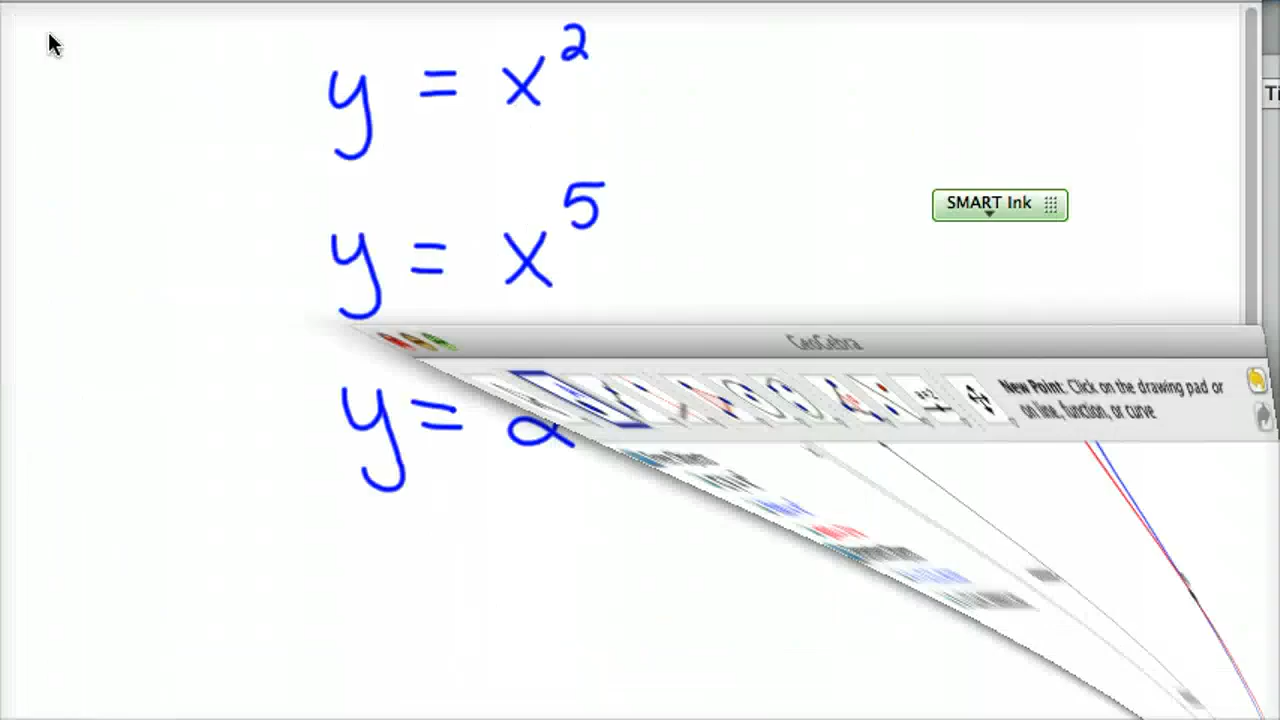 y = x²
y = x⁵
SMART Ink
Ti
GeoGebra
New Point: Click on the drawing pad or
on line, function, or curve
y = 2